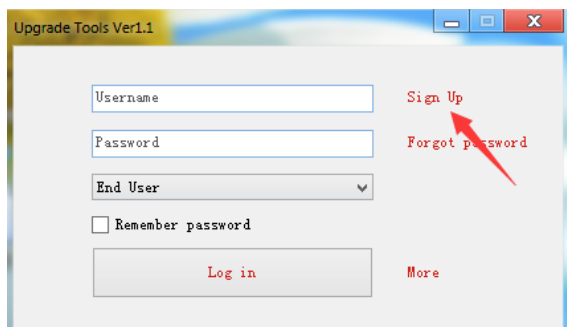 Upgrade Tools Ver1.1
Username
Sign Up
Password
Forgot password
End User
Remember password
Log in
More